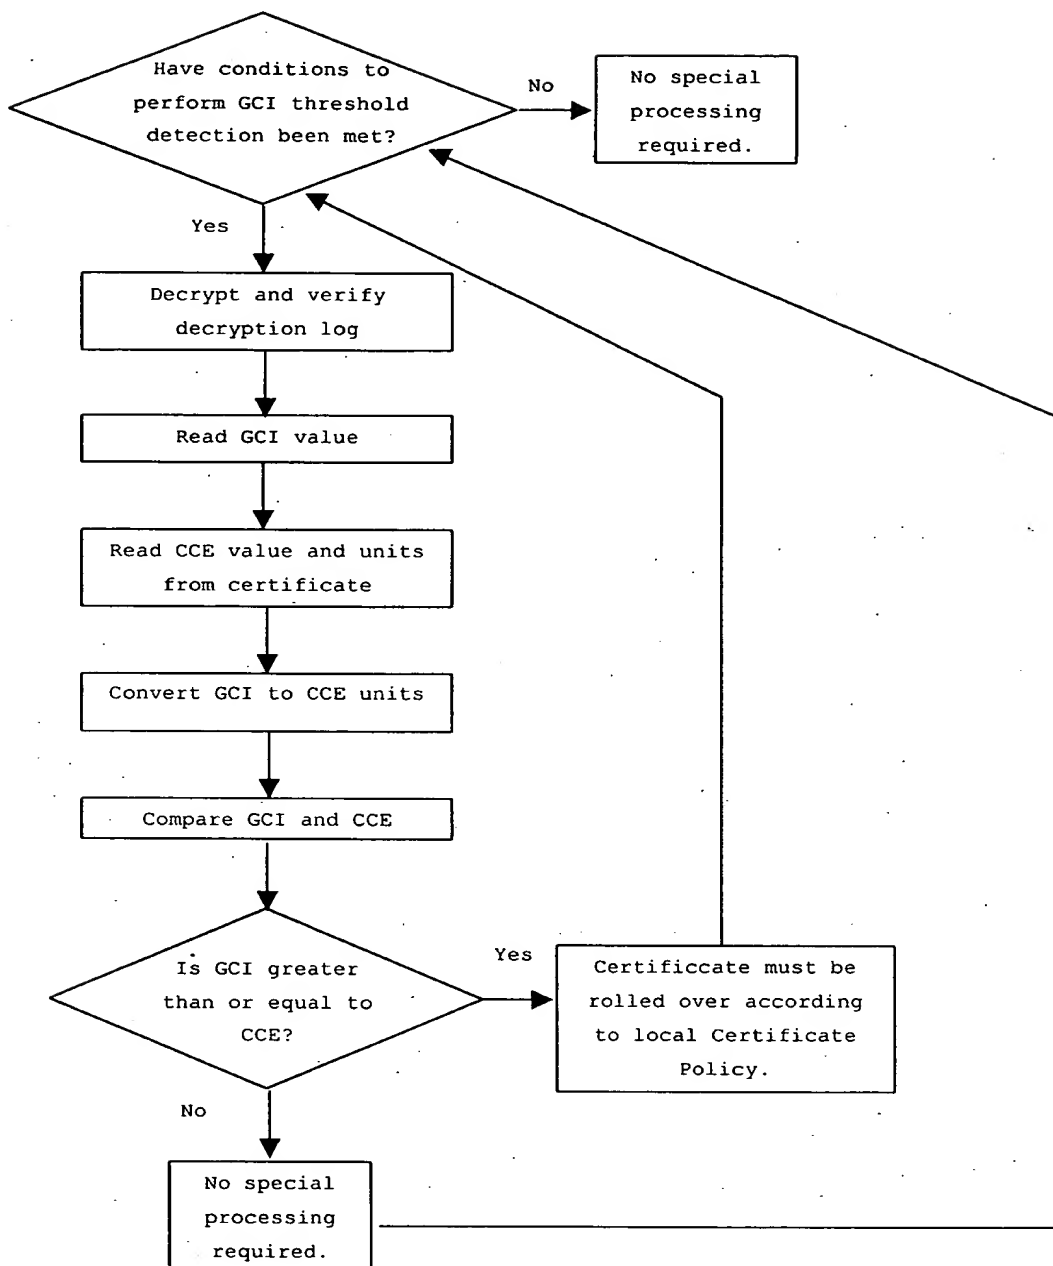 Have conditions to
perform GCI threshold
detection been met?
No
No special
processing
required.
Yes
Decrypt and verify
decryption log
Read GCI value
Read CCE value and units
from certificate
Convert GCI to CCE units
Compare GCI and CCE
Is GCI greater
than or equal to
CCE?
Yes
Certificcate must be
rolled over according
to local Certificate
Policy.
No
No special
processing
required.